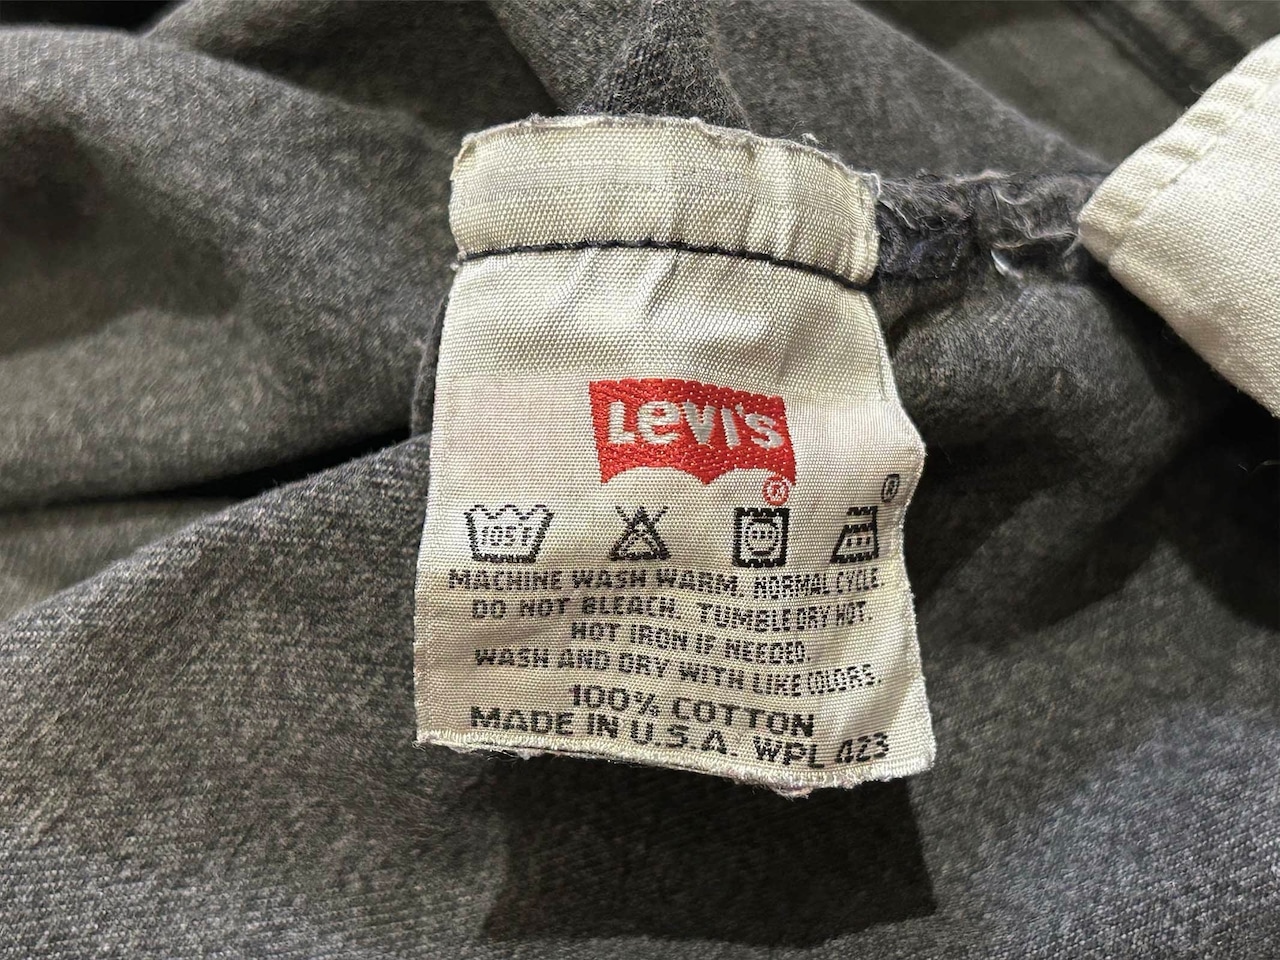 Levi's
®
®
105F
MACHINE WASH WARM. NORMAL CYCLE.
DO NOT BLEACH. TUMBLE DRY HOT.
HOT IRON IF NEEDED.
WASH AND DRY WITH LIKE COLORS.
100% COTTON
MADE IN U.S.A. WPL 423